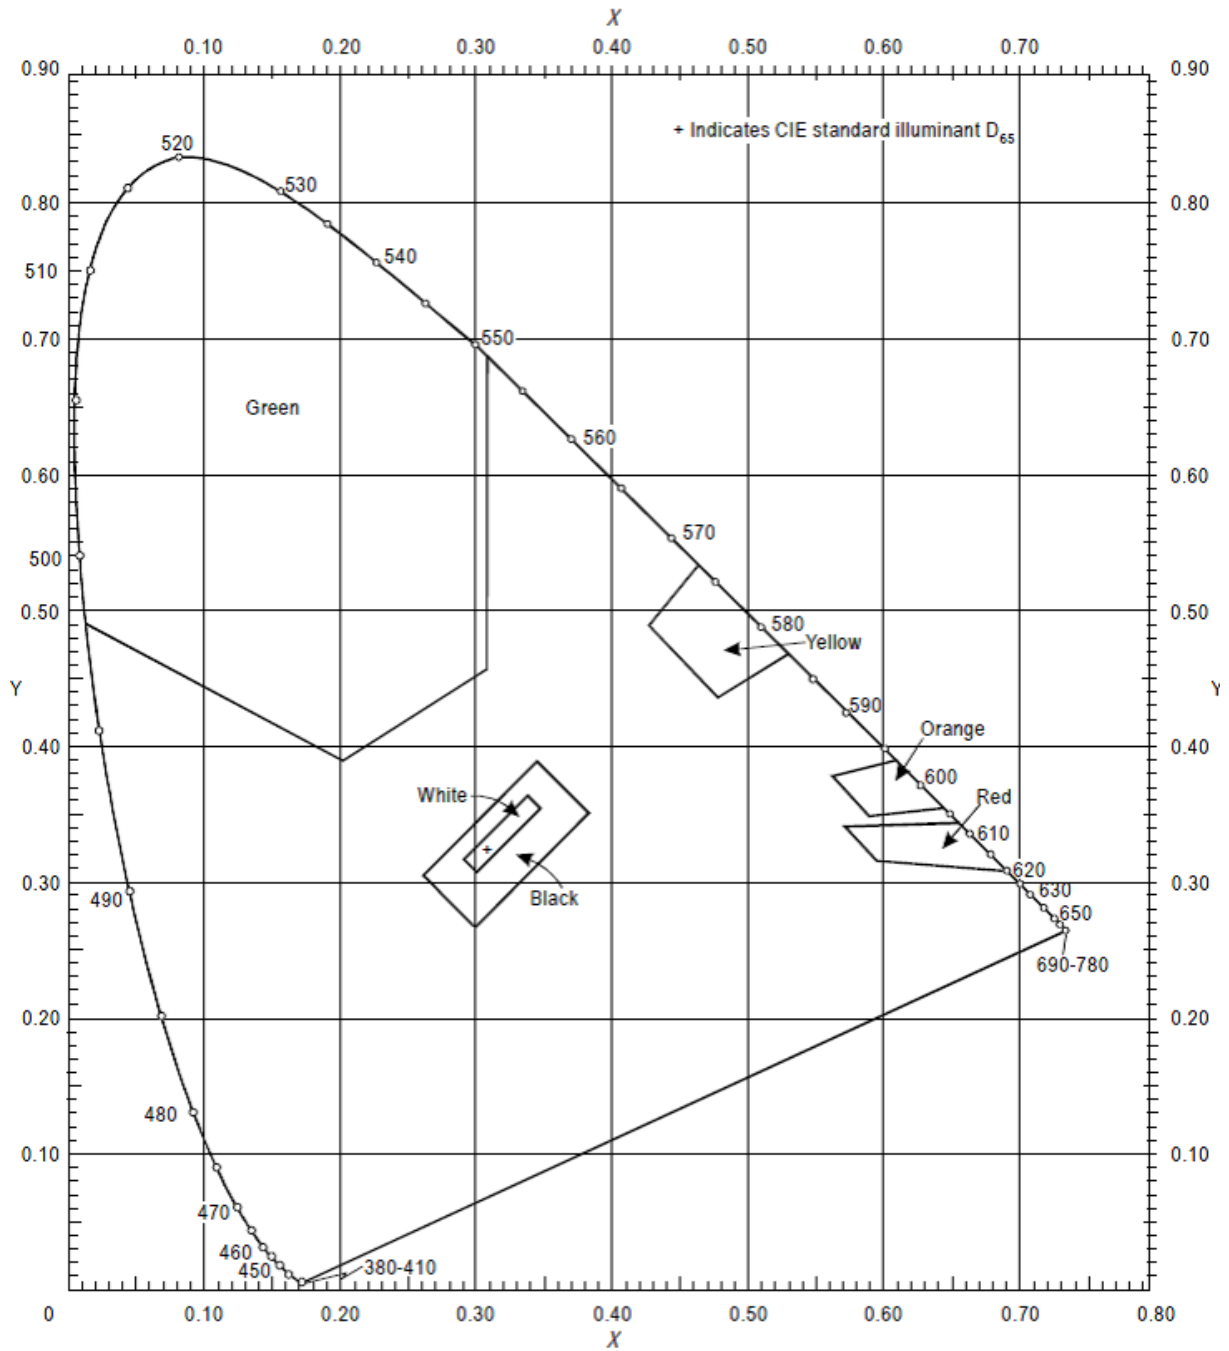 X
0.10 0.20 0.30 0.40 0.50 0.60 0.70
0.90 0.90
+ Indicates CIE standard illuminant D65
520
530
0.80 0.80
540
510
550
0.70 0.70
Green
560
0.60 0.60
570
500
0.50 0.50
580
Yellow
Y Y
590
Orange
0.40 0.40
600
White Red
610
620
0.30 0.30
490 Black 630
650
690-780
0.20 0.20
480
0.10 0.10
470
460
450 380-410
0 0.10 0.20 0.30 0.40 0.50 0.60 0.70 0.80
X